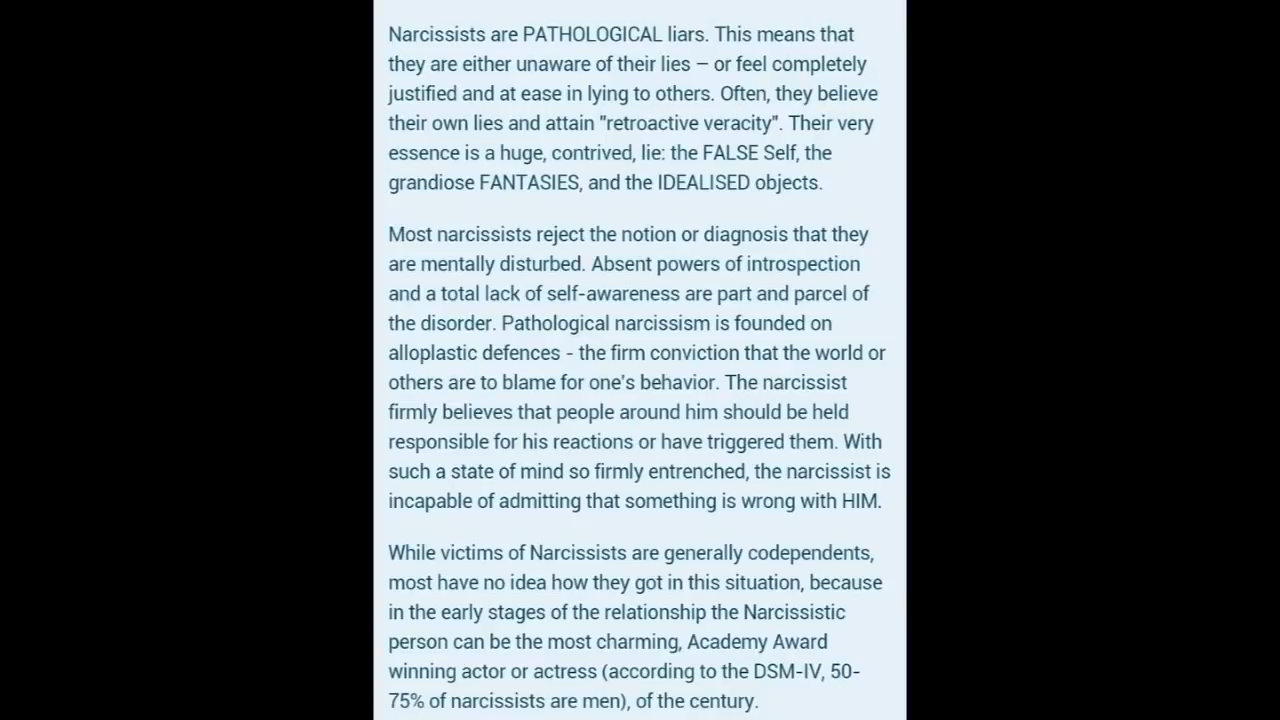 Narcissists are PATHOLOGICAL liars. This means that
they are either unaware of their lies – or feel completely
justified and at ease in lying to others. Often, they believe
their own lies and attain "retroactive veracity". Their very
essence is a huge, contrived, lie: the FALSE Self, the
grandiose FANTASIES, and the IDEALISED objects.
Most narcissists reject the notion or diagnosis that they
are mentally disturbed. Absent powers of introspection
and a total lack of self-awareness are part and parcel of
the disorder. Pathological narcissism is founded on
alloplastic defences - the firm conviction that the world or
others are to blame for one's behavior. The narcissist
firmly believes that people around him should be held
responsible for his reactions or have triggered them. With
such a state of mind so firmly entrenched, the narcissist is
incapable of admitting that something is wrong with HIM.
While victims of Narcissists are generally codependents,
most have no idea how they got in this situation, because
in the early stages of the relationship the Narcissistic
person can be the most charming, Academy Award
winning actor or actress (according to the DSM-IV, 50-
75% of narcissists are men), of the century.